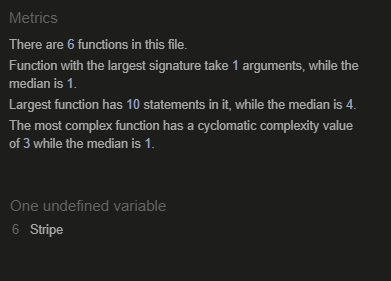 Metrics
There are 6 functions in this file.
Function with the largest signature take 1 arguments, while the
median is 1.
Largest function has 10 statements in it, while the median is 4.
The most complex function has a cyclomatic complexity value
of 3 while the median is 1.
One undefined variable
6 Stripe